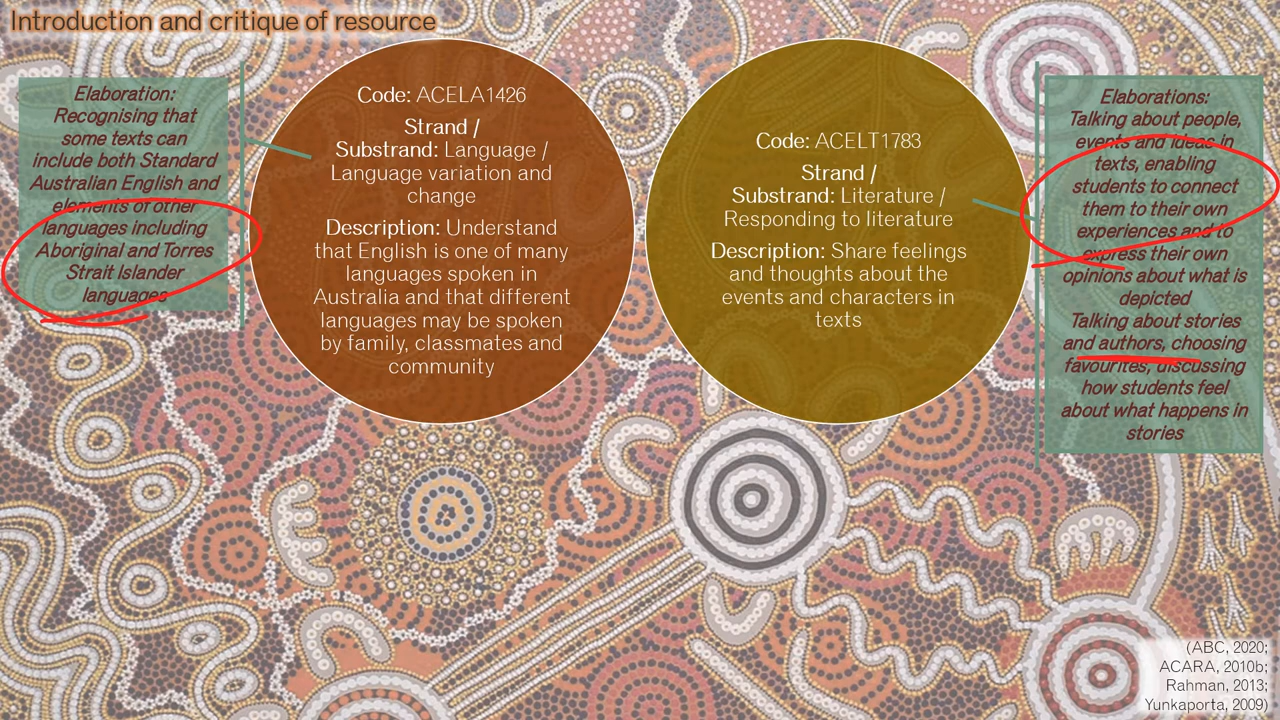 Introduction and critique of resource
Elaboration:
Recognising that
some texts can
include both Standard
Australian English and
elements of other
languages including
Aboriginal and Torres
Strait Islander
languages
Code: ACELA1426
Strand /
Substrand: Language /
Language variation and
change
Description: Understand
that English is one of many
languages spoken in
Australia and that different
languages may be spoken
by family, classmates and
community
Code: ACELT1783
Strand /
Substrand: Literature /
Responding to literature
Description: Share feelings
and thoughts about the
events and characters in
texts
Elaborations:
Talking about people,
events and ideas in
texts, enabling
students to connect
them to their own
experiences and to
express their own
opinions about what is
depicted
Talking about stories
and authors, choosing
favourites, discussing
how students feel
about what happens in
stories
(ABC, 2020;
ACARA, 2010b;
Rahman, 2013;
Yunkaporta, 2009)